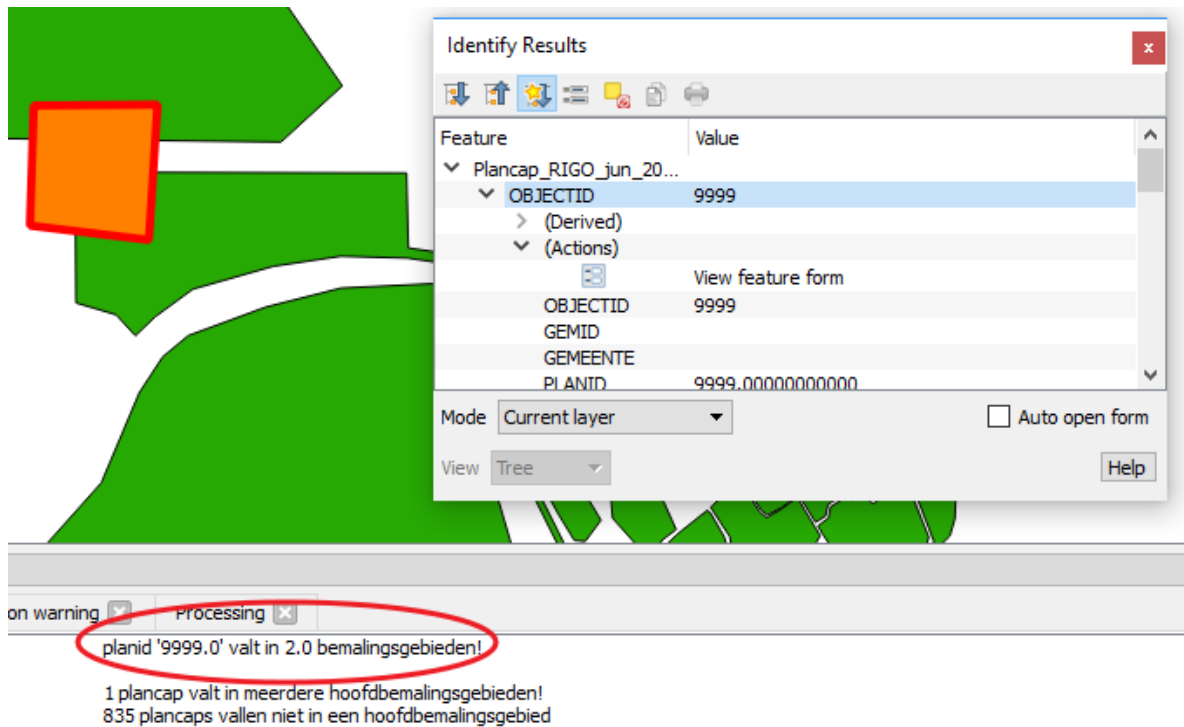 Identify Results
x
Feature Value
Plancap_RIGO_jun_20...
OBJECTID 9999
(Derived)
(Actions)
View feature form
OBJECTID 9999
GEMID
GEMEENTE
PLANID 9999.00000000000
Mode Current layer Auto open form
View Tree Help
on warning Processing
planid '9999.0' valt in 2.0 bemalingsgebieden!
1 plancap valt in meerdere hoofdbemalingsgebieden!
835 plancaps vallen niet in een hoofdbemalingsgebied